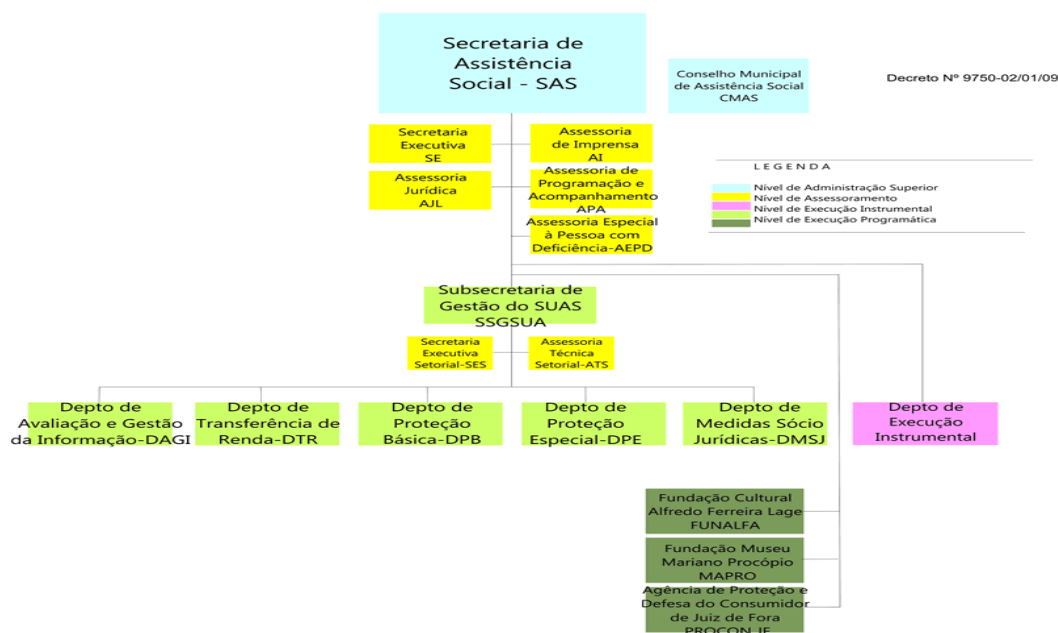 Secretaria de
Assistência
Social - SAS
Conselho Municipal
de Assistência Social
CMAS
Decreto Nº 9750-02/01/09
Secretaria
Executiva
SE
Assessoria
de Imprensa
AI
Assessoria
Jurídica
AJL
Assessoria de
Programação e
Acompanhamento
APA
Assessoria Especial
à Pessoa com
Deficiência-AEPD
LEGENDA
Nível de Administração Superior
Nível de Assessoramento
Nível de Execução Instrumental
Nível de Execução Programática
Subsecretaria de
Gestão do SUAS
SSGSUA
Secretaria
Executiva
Setorial-SES
Assessoria
Técnica
Setorial-ATS
Depto de
Avaliação e Gestão
da Informação-DAGI
Depto de
Transferência de
Renda-DTR
Depto de
Proteção
Básica-DPB
Depto de
Proteção
Especial-DPE
Depto de
Medidas Sócio
Jurídicas-DMSJ
Depto de
Execução
Instrumental
Fundação Cultural
Alfredo Ferreira Lage
FUNALFA
Fundação Museu
Mariano Procópio
MAPRO
Agência de Proteção e
Defesa do Consumidor
de Juiz de Fora
PROCON JF